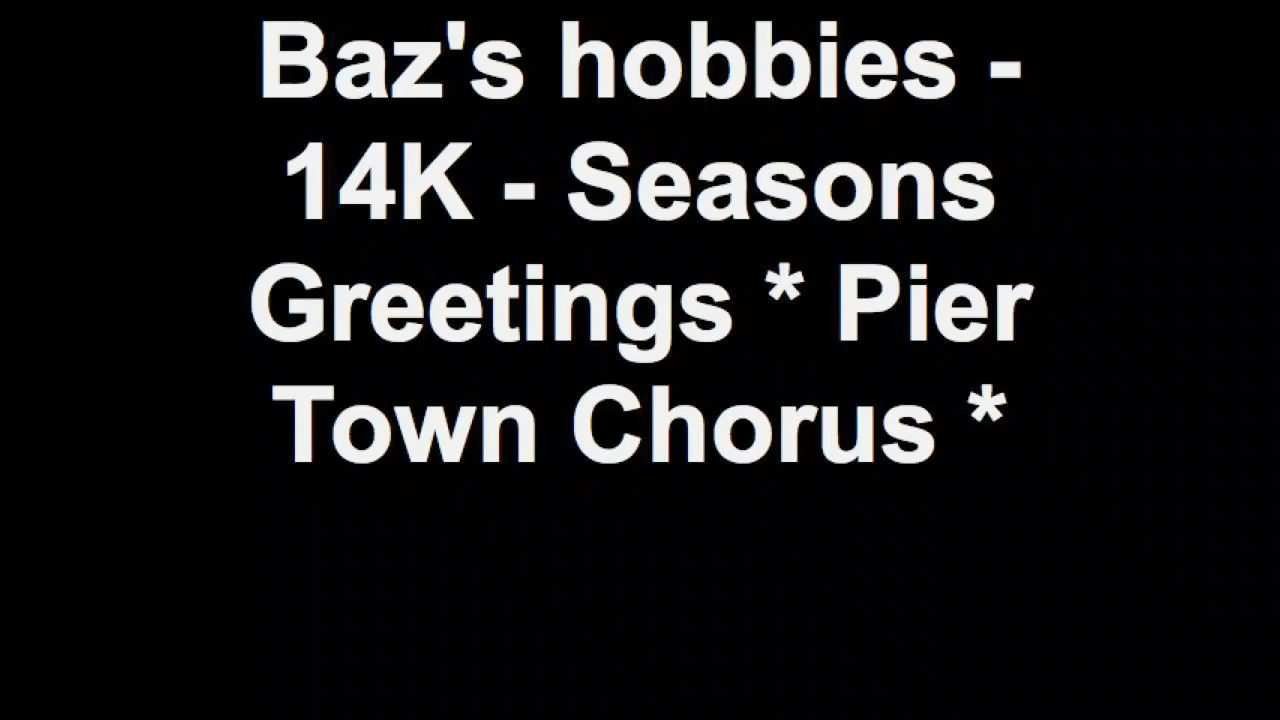 Baz's hobbies -
14K - Seasons
Greetings * Pier
Town Chorus *